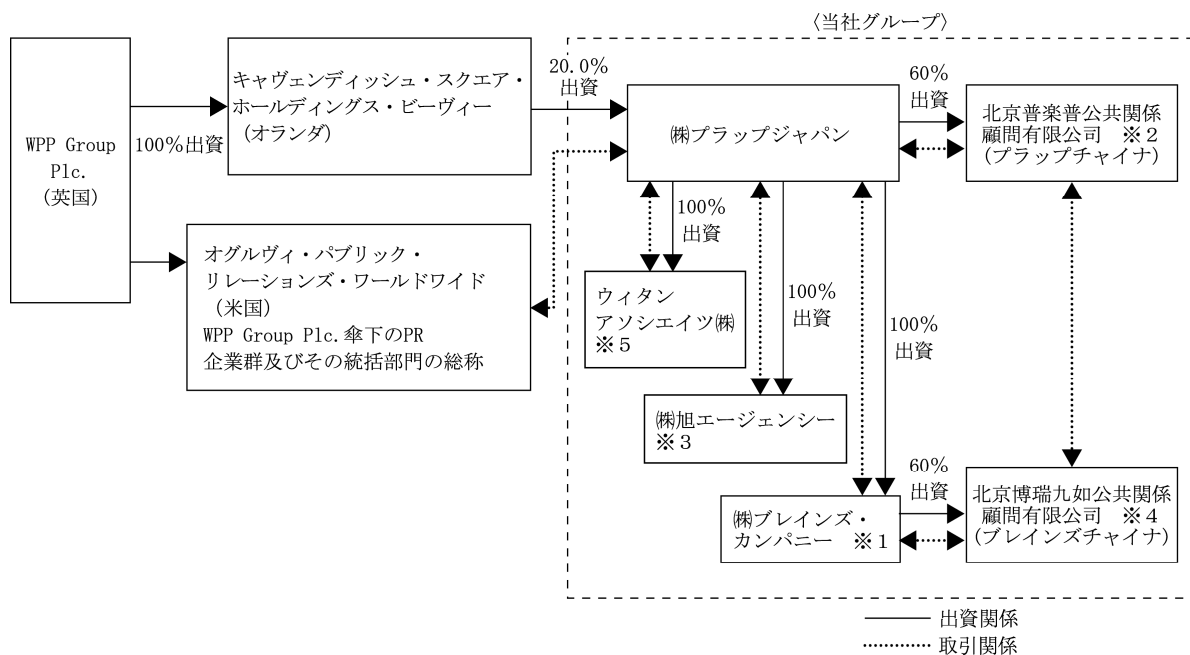 〈当社グループ〉
WPP Group
Plc.
(英国)
100%出資
キャヴェンディッシュ・スクエア・
ホールディングス・ビーヴィー
(オランダ)
20.0%
出資
㈱プラップジャパン
60%
出資
北京普楽普公共関係
顧問有限公司 ※2
(プラップチャイナ)
オグルヴィ・パブリック・
リレーションズ・ワールドワイド
(米国)
WPP Group Plc.傘下のPR
企業群及びその統括部門の総称
100%
出資
ウィタン
アソシエイツ㈱
※5
100%
出資
㈱旭エージェンシー
※3
100%
出資
㈱ブレインズ・
カンパニー ※1
60%
出資
北京博瑞九如公共関係
顧問有限公司 ※4
(ブレインズチャイナ)
出資関係
取引関係